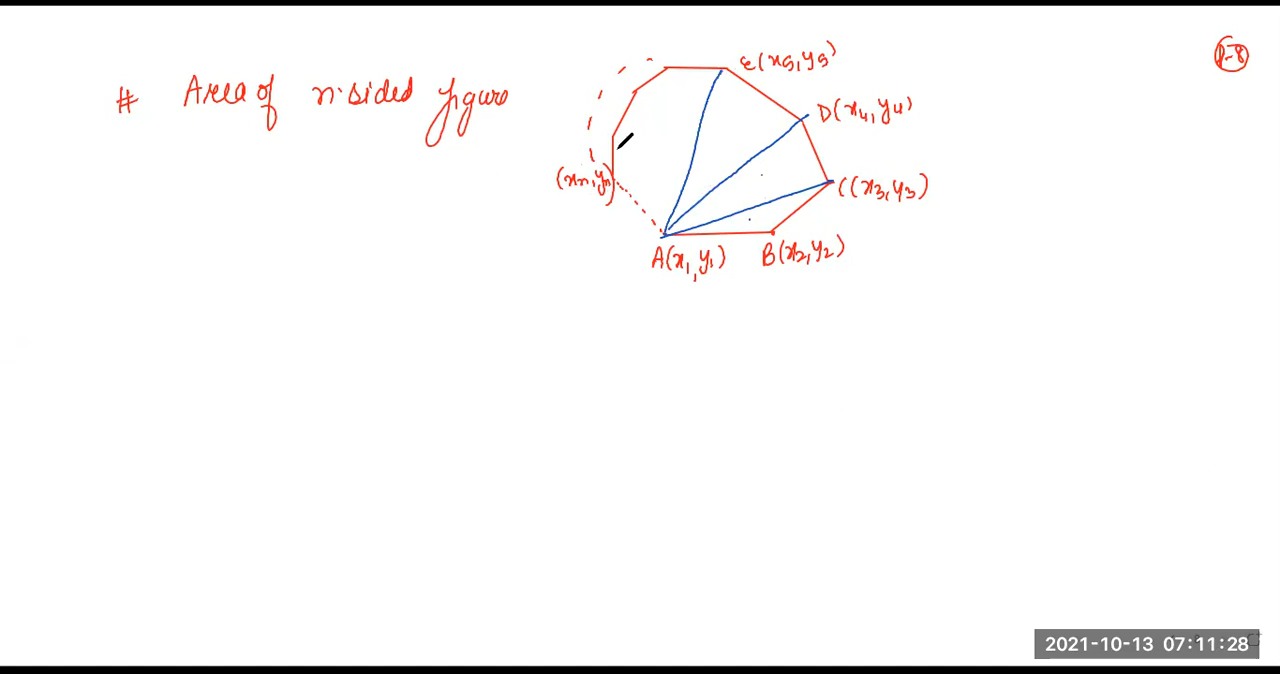 P-8
# Area of n-sided figure
E(x5, y5)
D(x4, y4)
(xn, yn)
C(x3, y3)
A(x1, y1)
B(x2, y2)
2021-10-13 07:11:28